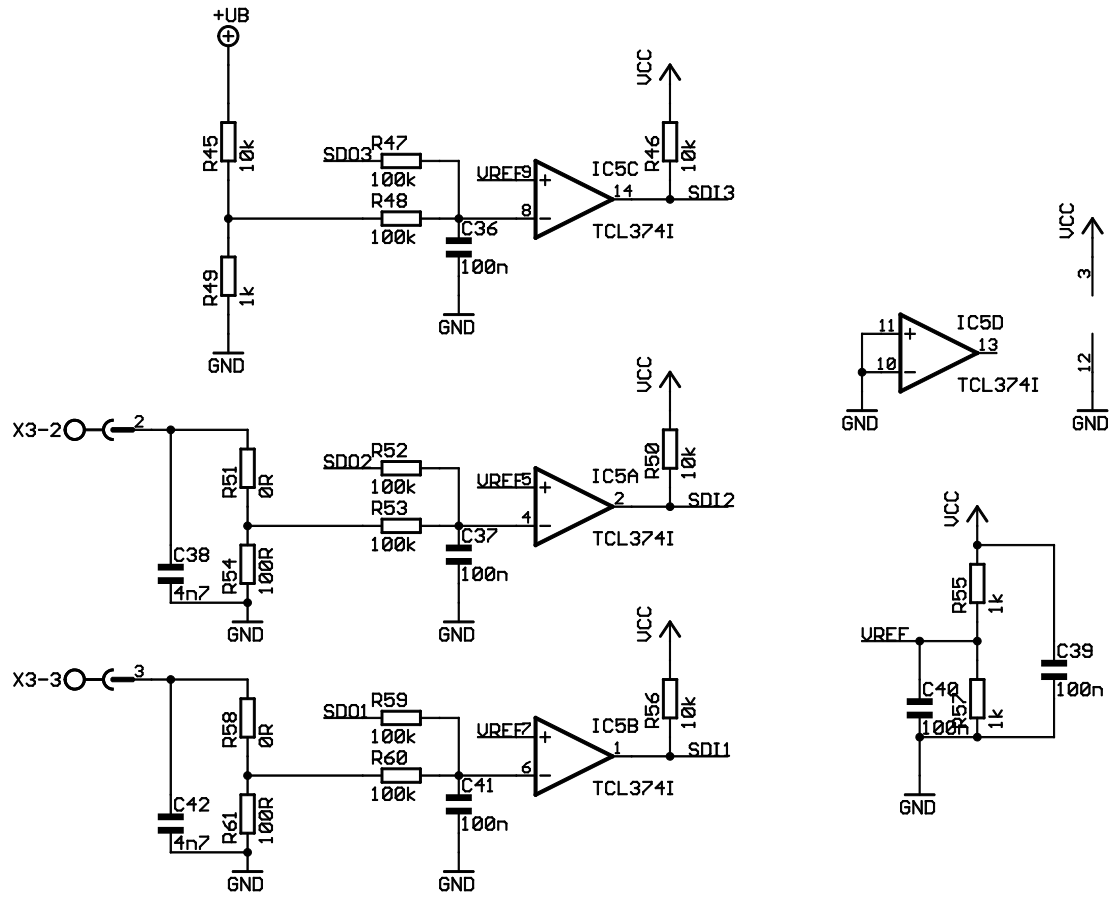 +UB
R45
10k
SDO3
R47
100k
R48
100k
R49
1k
GND
C36
100n
GND
UREF
9
8
+
-
IC5C
14
TCL374I
VCC
R46
10k
SDI3
VCC
3
12
GND
11
10
+
-
IC5D
13
TCL374I
GND
X3-2
2
R51
0R
C38
4n7
R54
100R
GND
SDO2
R52
100k
R53
100k
C37
100n
GND
UREF
5
4
+
-
IC5A
2
TCL374I
VCC
R50
10k
SDI2
X3-3
3
R58
0R
C42
4n7
R61
100R
GND
SDO1
R59
100k
R60
100k
C41
100n
GND
UREF
7
6
+
-
IC5B
1
TCL374I
VCC
R56
10k
SDI1
VCC
R55
1k
UREF
C40
100n
R57
1k
C39
100n
GND